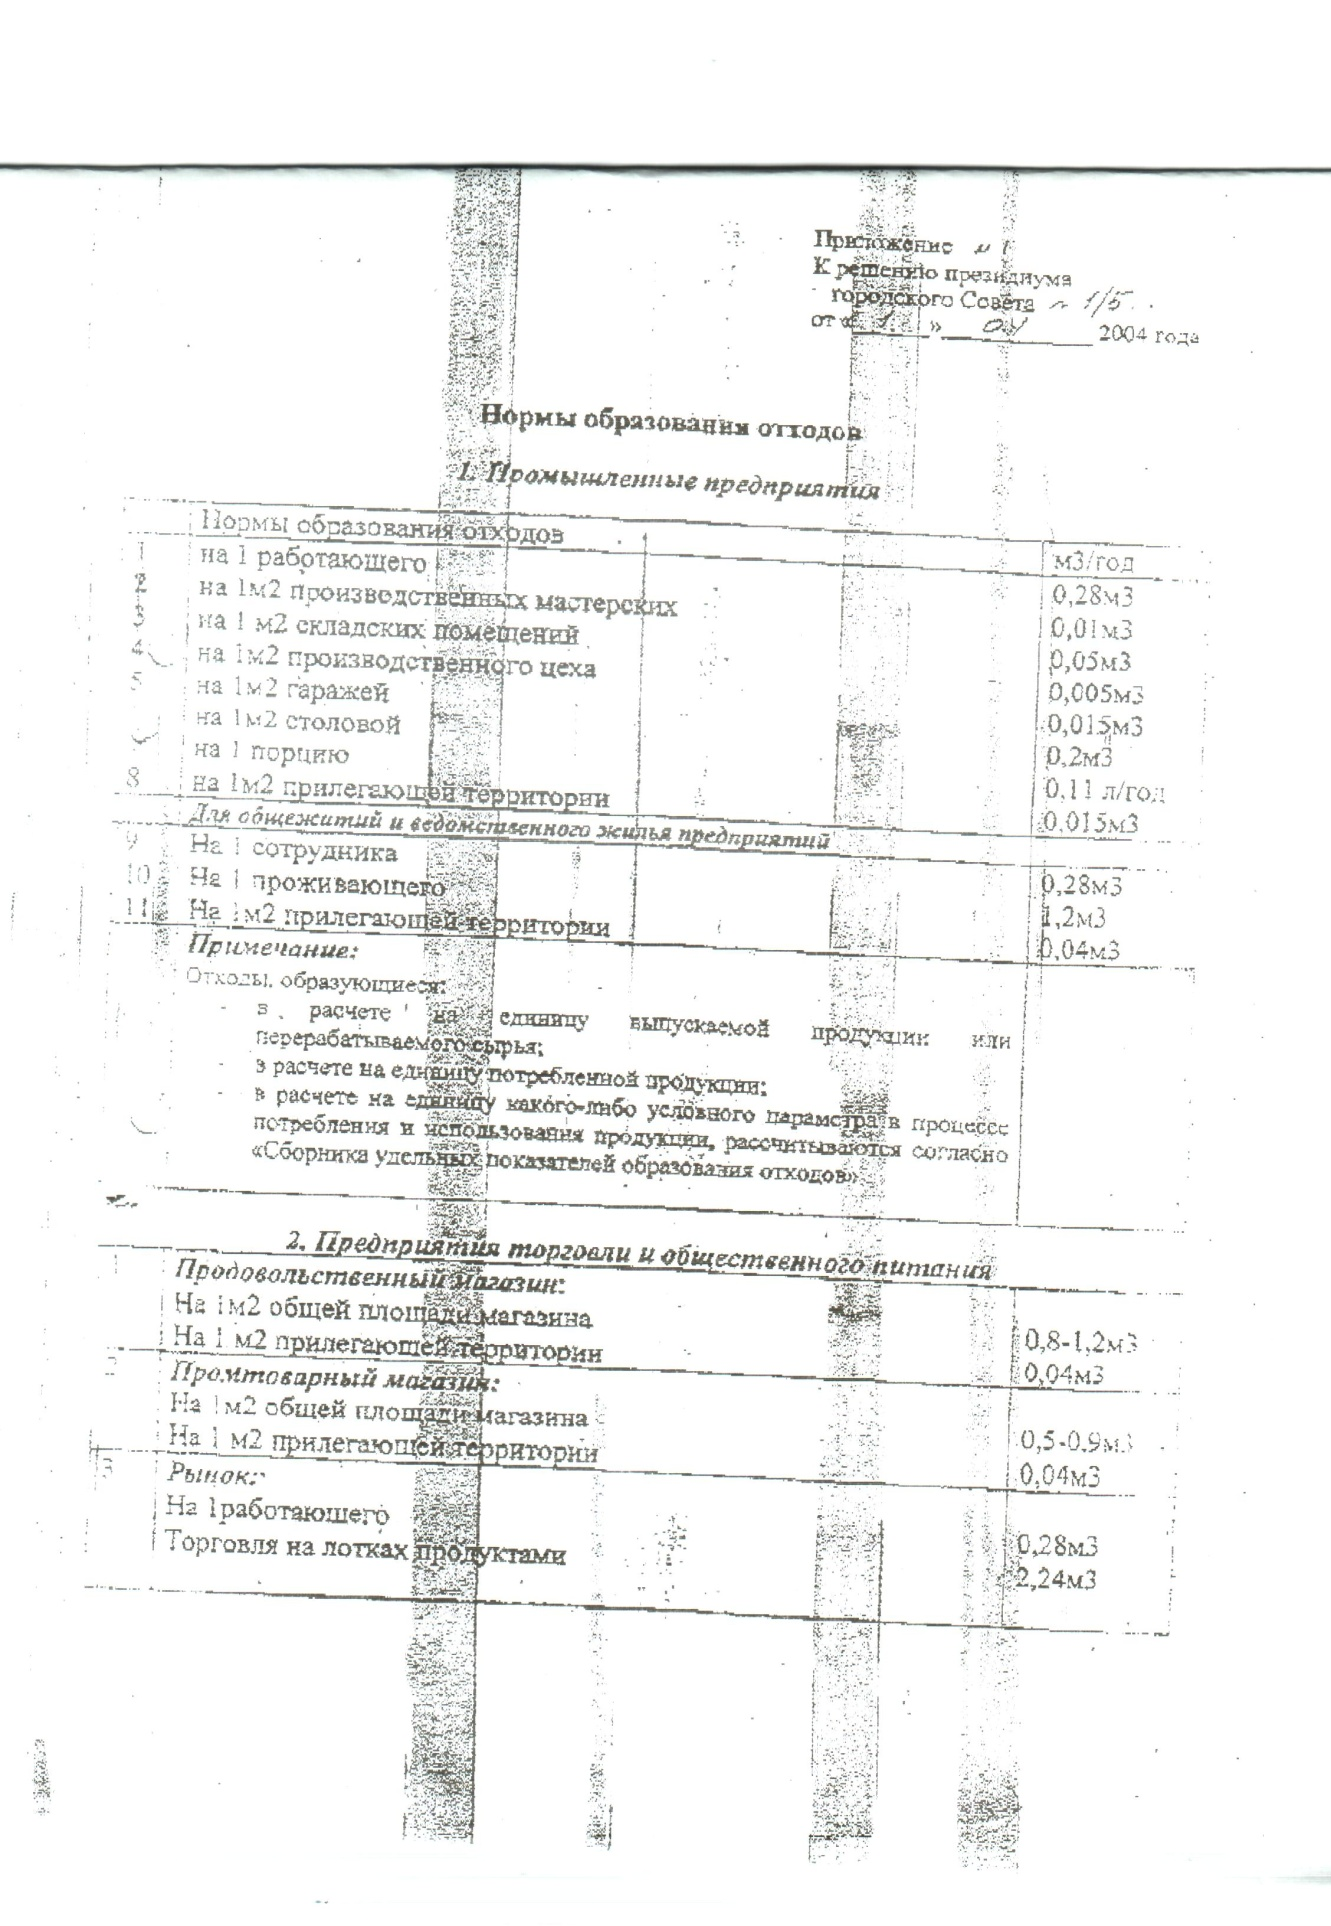 Приложение № 1
К решению президиума
городского Совета № 1/5
от « 1 » 04 2004 года
Нормы образования отходов
1. Промышленные предприятия
Нормы образования отходов м3/год
1 на 1 работающего 0,28м3
2 на 1м2 производственных мастерских 0,01м3
3 на 1 м2 складских помещений 0,05м3
4 на 1м2 производственного цеха 0,005м3
5 на 1м2 гаражей 0,015м3
на 1м2 столовой 0,2м3
на 1 порцию 0,11 л/год
8 на 1м2 прилегающей территории 0,015м3
Для общежитий и ведомственного жилья предприятий
9 На 1 сотрудника 0,28м3
10 На 1 проживающего 1,2м3
11 На 1м2 прилегающей территории 0,04м3
Примечание:
Отходы, образующиеся:
- в расчете на единицу выпускаемой продукции или
перерабатываемого сырья;
- в расчете на единицу потребленной продукции;
- в расчете на единицу какого-либо условного параметра в процессе
потребления и использования продукции, рассчитываются согласно
«Сборника удельных показателей образования отходов»
2. Предприятия торговли и общественного питания
1 Продовольственный магазин:
На 1м2 общей площади магазина 0,8-1,2м3
На 1 м2 прилегающей территории 0,04м3
2 Промтоварный магазин:
На 1м2 общей площади магазина 0,5-0.9м3
На 1 м2 прилегающей территории 0,04м3
3 Рынок:
На 1работающего 0,28м3
Торговля на лотках продуктами 2,24м3